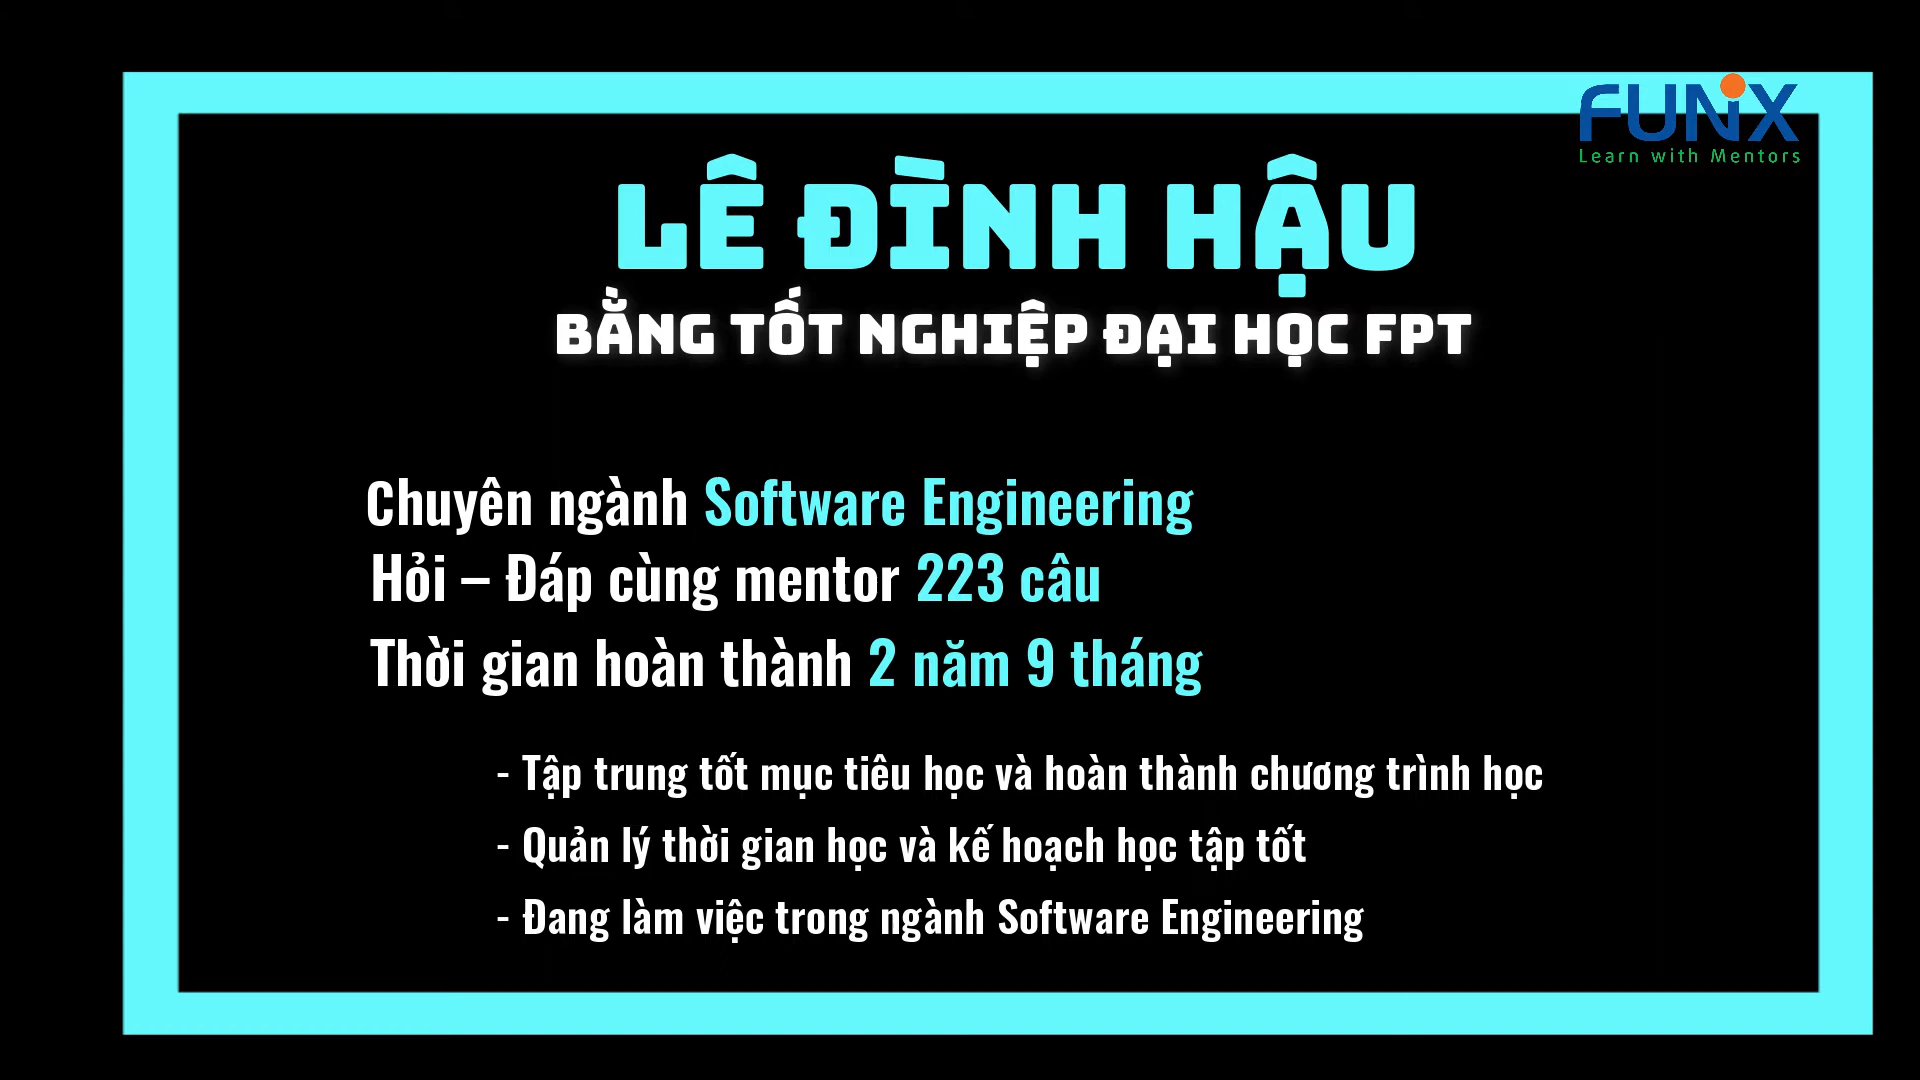 FUNiX
Learn with Mentors
LÊ ĐÌNH HẬU
BẰNG TỐT NGHIỆP ĐẠI HỌC FPT
Chuyên ngành Software Engineering
Hỏi – Đáp cùng mentor 223 câu
Thời gian hoàn thành 2 năm 9 tháng
- Tập trung tốt mục tiêu học và hoàn thành chương trình học
- Quản lý thời gian học và kế hoạch học tập tốt
- Đang làm việc trong ngành Software Engineering